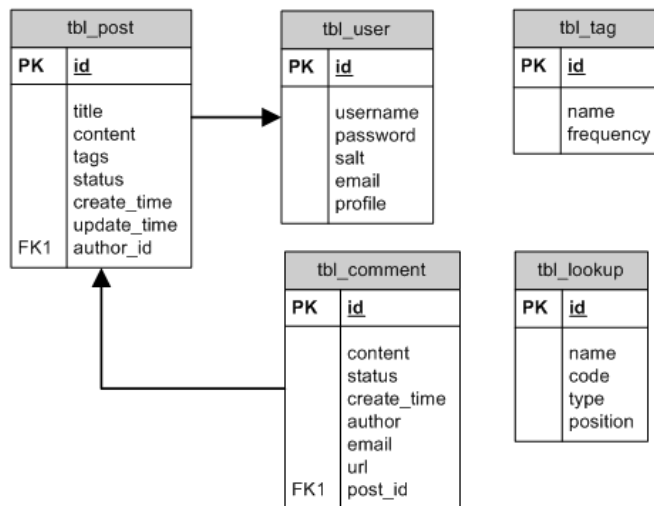 tbl_post
PK id
title
content
tags
status
create_time
update_time
FK1 author_id
tbl_user
PK id
username
password
salt
email
profile
tbl_tag
PK id
name
frequency
tbl_comment
PK id
content
status
create_time
author
email
url
FK1 post_id
tbl_lookup
PK id
name
code
type
position